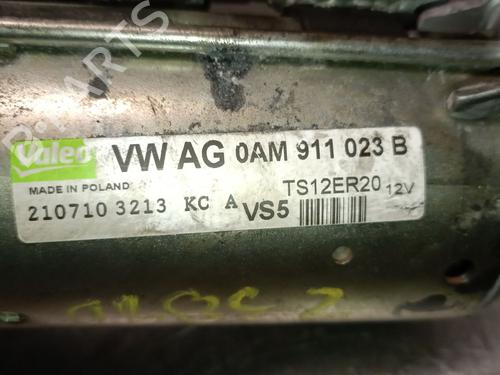 Valeo VW AG 0AM 911 023 B
MADE IN POLAND TS12ER20 12V
210710 3213 KC A VS5